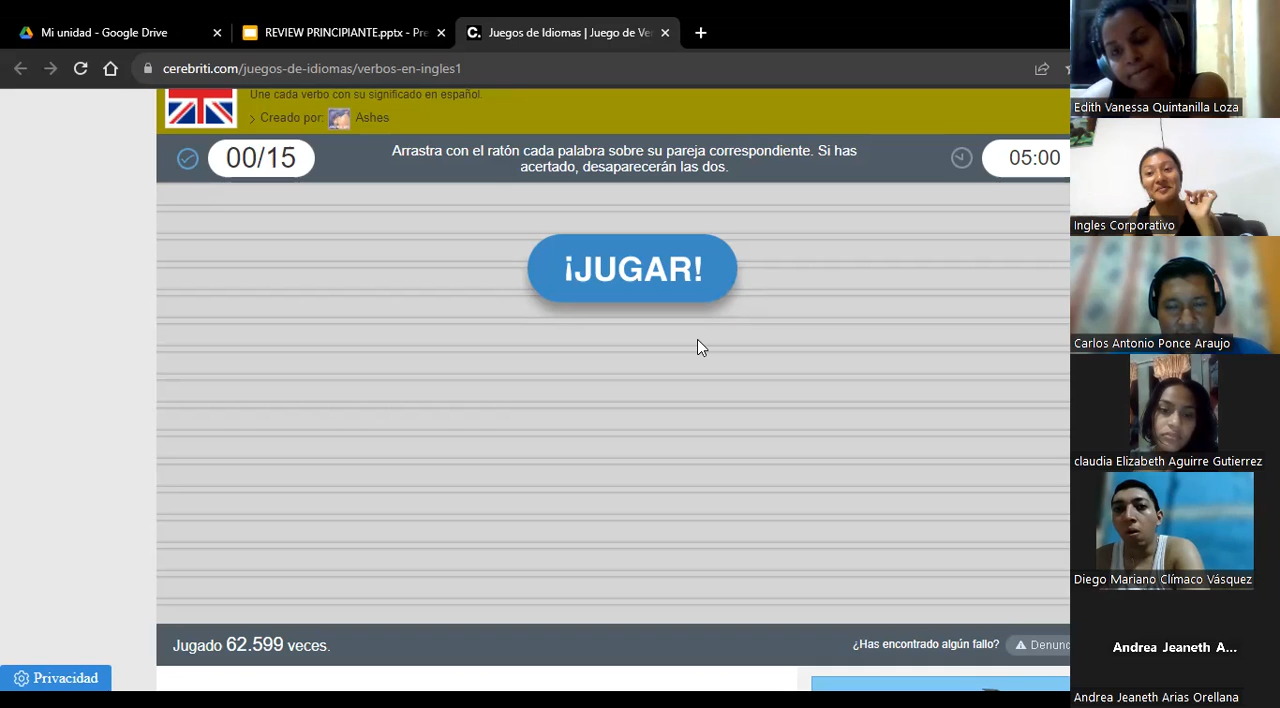 Mi unidad - Google Drive
REVIEW PRINCIPIANTE.pptx - Pre
C. Juegos de Idiomas | Juego de Ver
cerebriti.com/juegos-de-idiomas/verbos-en-ingles1
Une cada verbo con su significado en español.
Creado por: Ashes
00/15
Arrastra con el ratón cada palabra sobre su pareja correspondiente. Si has
acertado, desaparecerán las dos.
05:00
¡JUGAR!
Jugado 62.599 veces.
¿Has encontrado algún fallo?
Denunc
Privacidad
Edith Vanessa Quintanilla Loza
Ingles Corporativo
Carlos Antonio Ponce Araujo
claudia Elizabeth Aguirre Gutierrez
Diego Mariano Clímaco Vásquez
Andrea Jeaneth A...
Andrea Jeaneth Arias Orellana